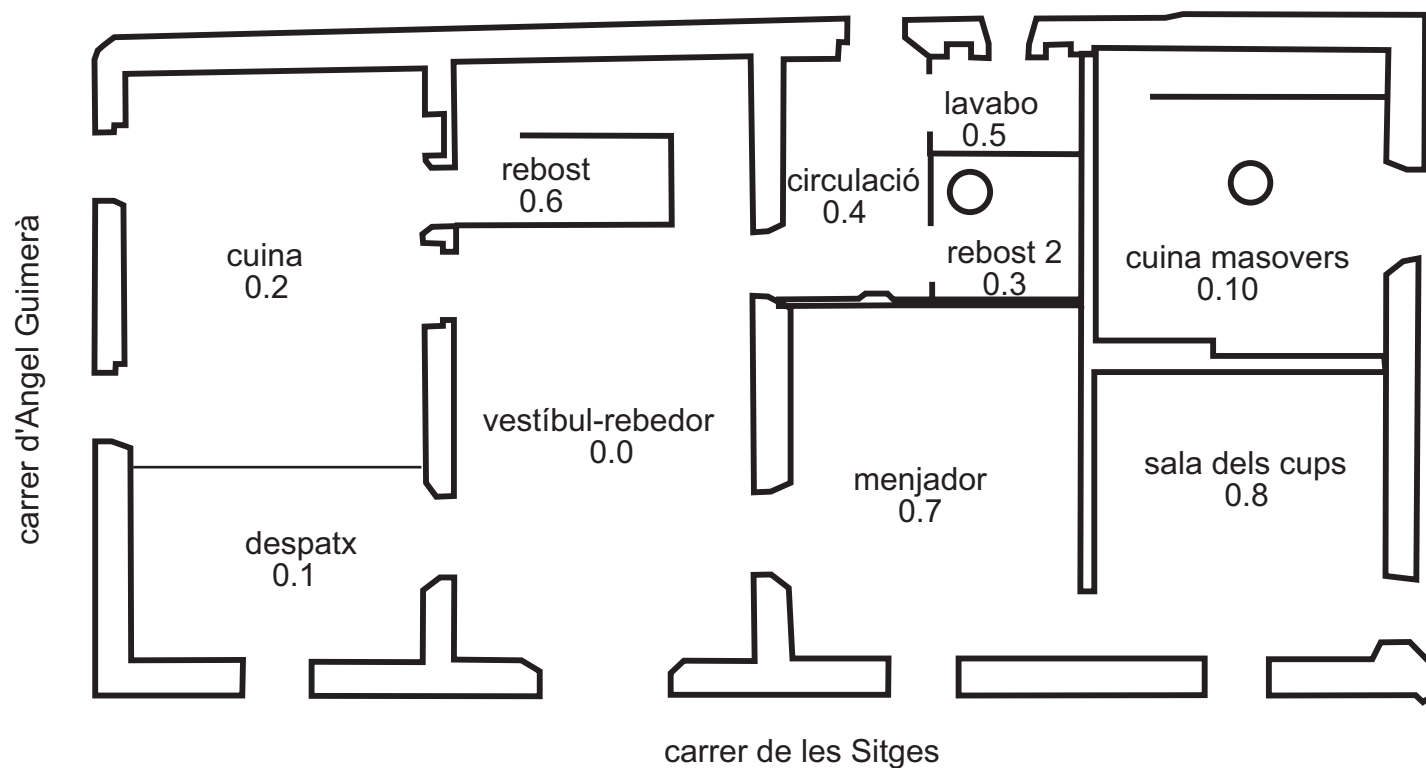 lavabo
0.5
rebost
0.6
circulació
0.4
cuina
0.2
rebost 2
0.3
cuina masovers
0.10
carrer d'Angel Guimerà
vestíbul-rebedor
0.0
menjador
0.7
sala dels cups
0.8
despatx
0.1
carrer de les Sitges